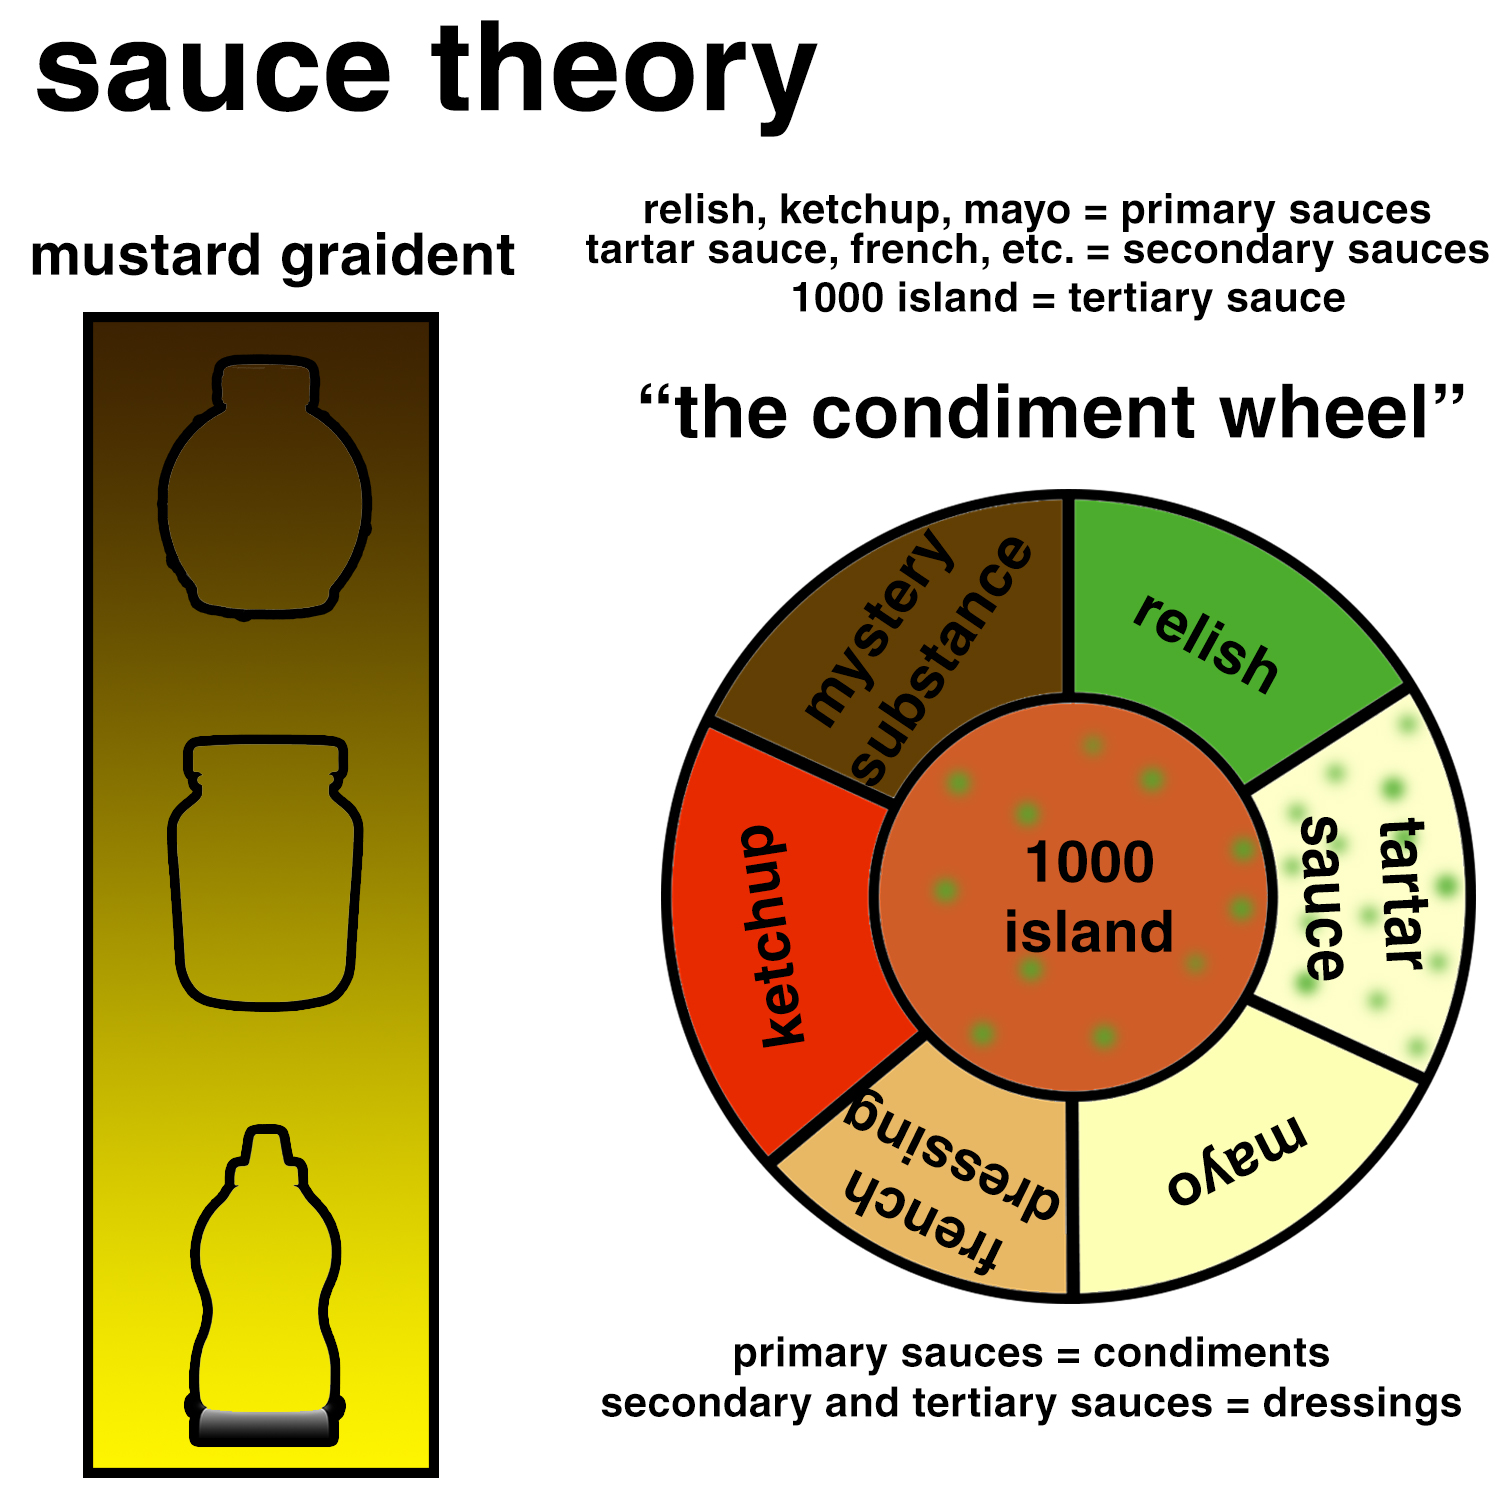 sauce theory
mustard graident
relish, ketchup, mayo = primary sauces
tartar sauce, french, etc. = secondary sauces
1000 island = tertiary sauce
“the condiment wheel”
mystery
substance
relish
tartar
sauce
mayo
french
dressing
ketchup
1000
island
primary sauces = condiments
secondary and tertiary sauces = dressings